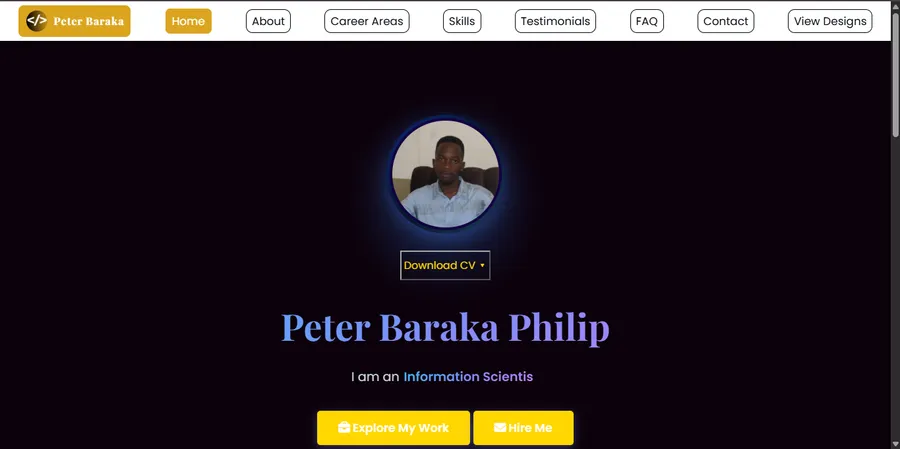 </> Peter Baraka Home About Career Areas Skills Testimonials FAQ Contact View Designs
Download CV ▾
Peter Baraka Philip
I am an Information Scientis
Explore My Work Hire Me